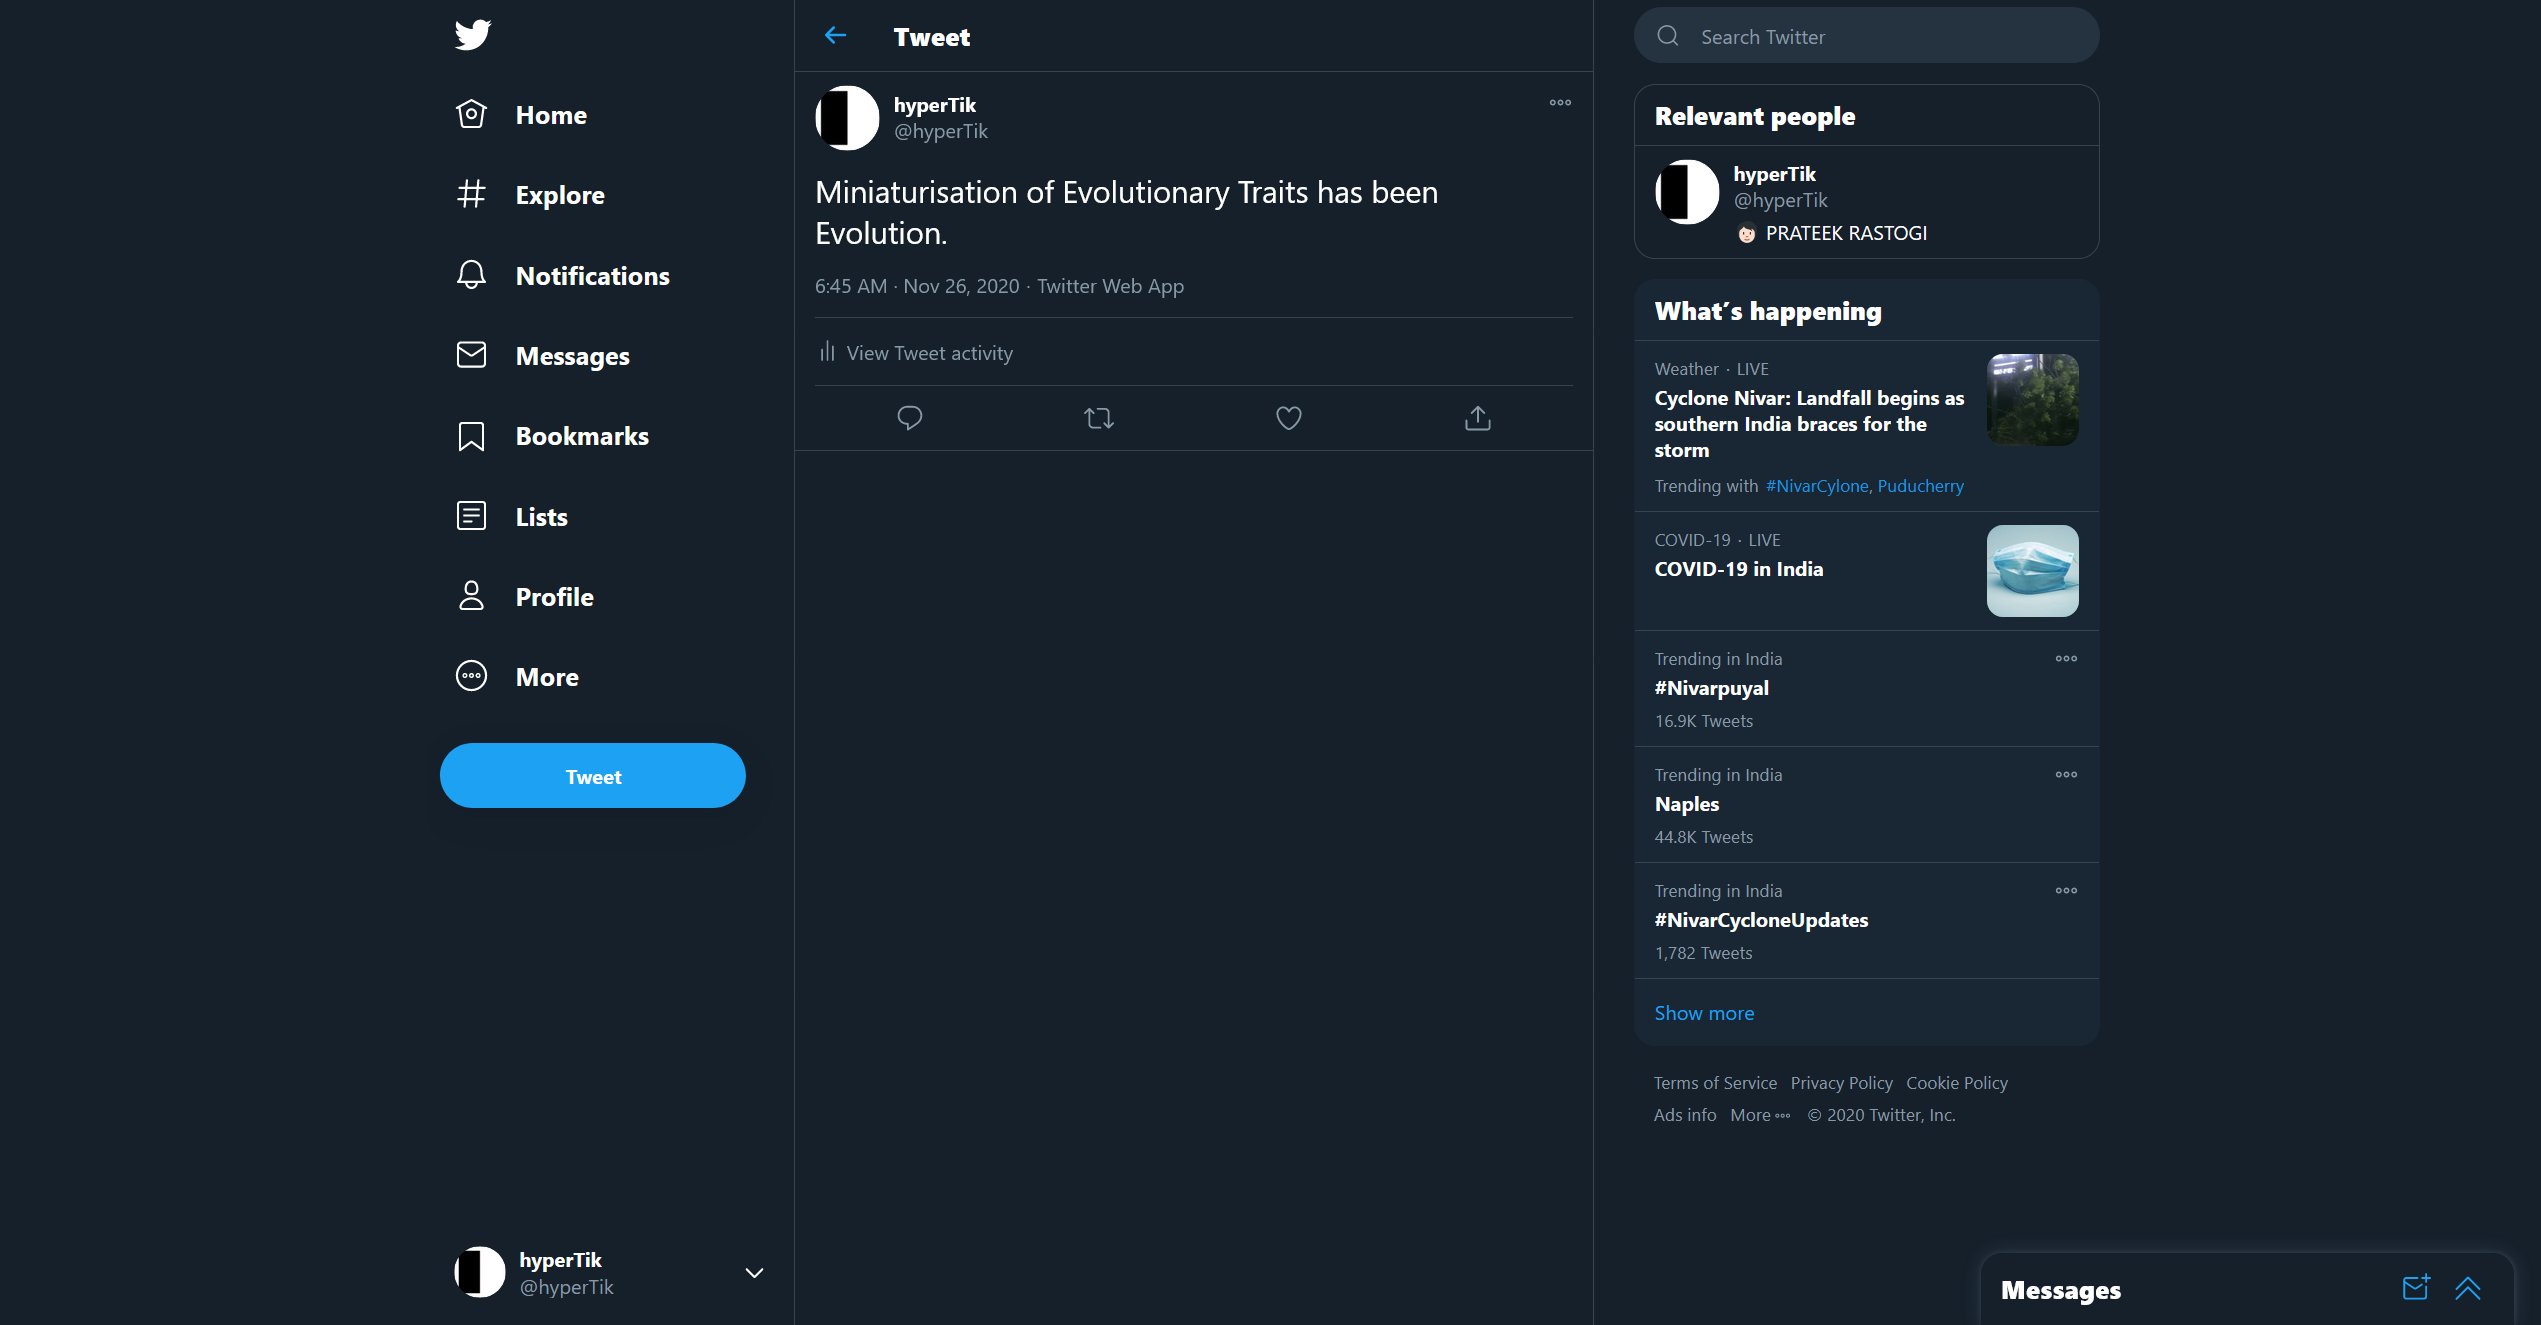 Home
Explore
Notifications
Messages
Bookmarks
Lists
Profile
More
Tweet
hyperTik
@hyperTik
Tweet
hyperTik
@hyperTik
Miniaturisation of Evolutionary Traits has been
Evolution.
6:45 AM · Nov 26, 2020 · Twitter Web App
View Tweet activity
Search Twitter
Relevant people
hyperTik
@hyperTik
PRATEEK RASTOGI
What's happening
Weather · LIVE
Cyclone Nivar: Landfall begins as
southern India braces for the
storm
Trending with #NivarCylone, Puducherry
COVID-19 · LIVE
COVID-19 in India
Trending in India
#Nivarpuyal
16.9K Tweets
Trending in India
Naples
44.8K Tweets
Trending in India
#NivarCycloneUpdates
1,782 Tweets
Show more
Terms of Service Privacy Policy Cookie Policy
Ads info More © 2020 Twitter, Inc.
Messages